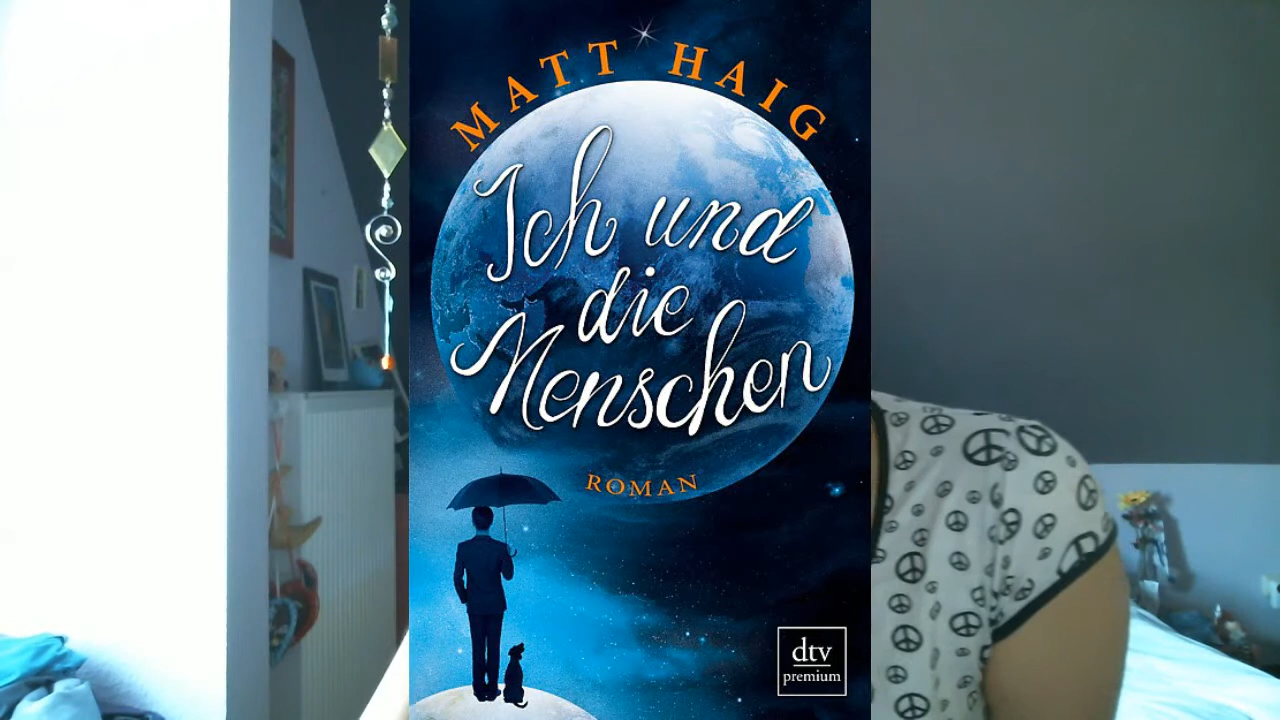 MATT HAIG
Ich und
die
Menschen
ROMAN
dtv
premium